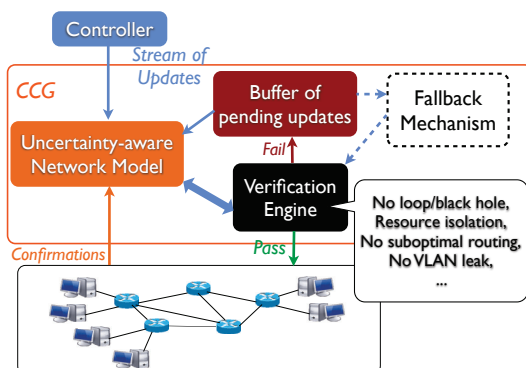 Controller
Stream of
Updates
CCG
Buffer of
pending updates
Fallback
Mechanism
Uncertainty-aware
Network Model
Fail
Verification
Engine
No loop/black hole,
Resource isolation,
No suboptimal routing,
No VLAN leak,
...
Confirmations
Pass